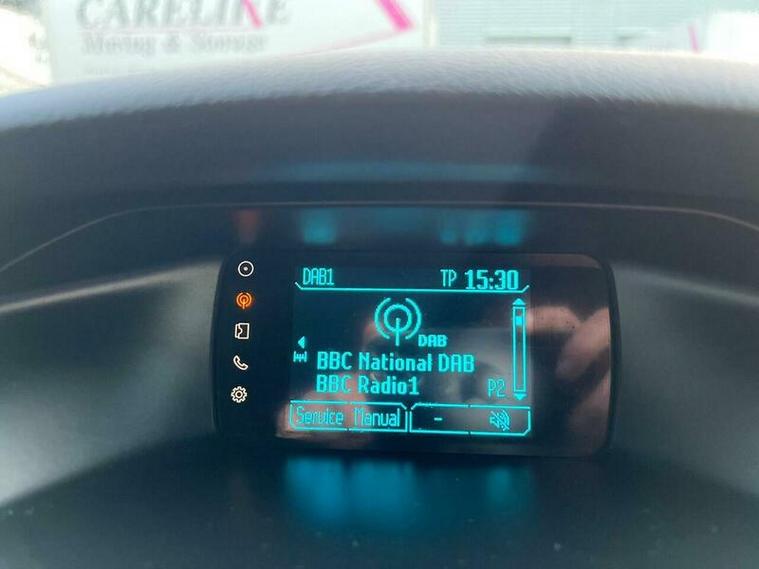 CARELINE
Moving & Storage
DAB1 TP 15:30
DAB
BBC National DAB
BBC Radio1 P2
Service Manual -